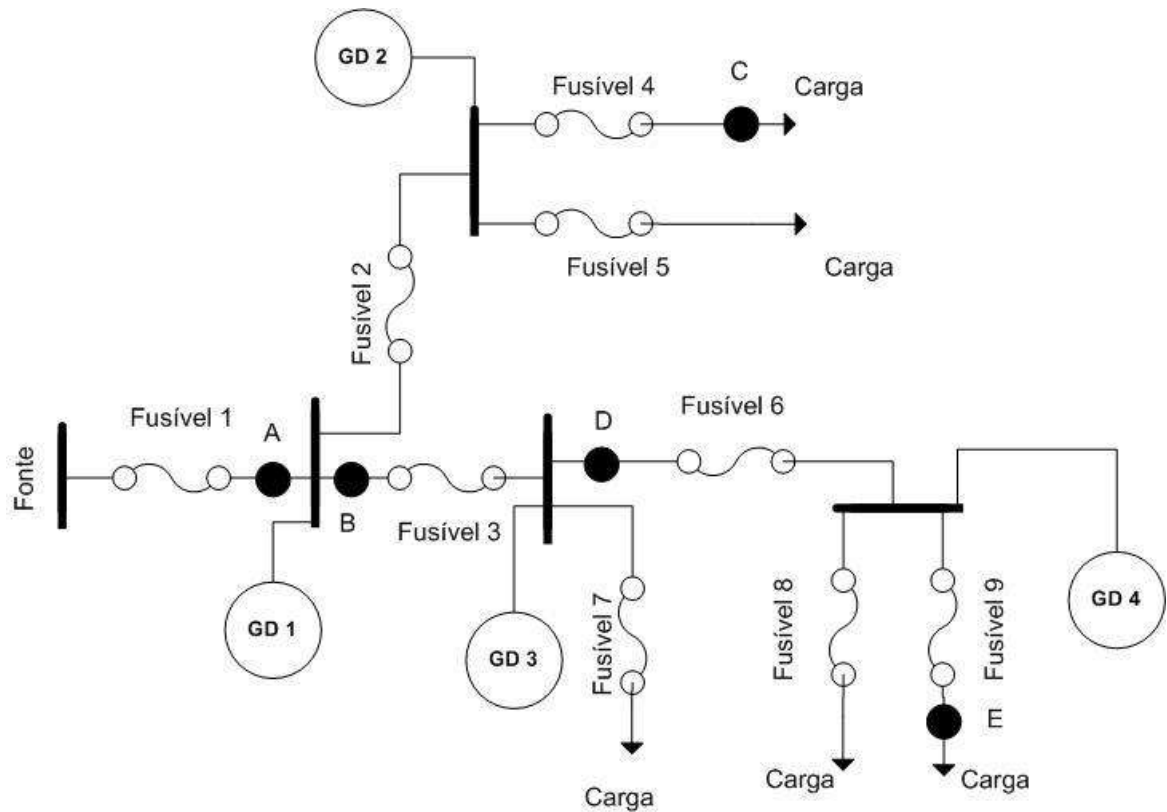 GD 2
Fusível 4
C
Carga
Fusível 5
Carga
Fusível 2
Fonte
Fusível 1
A
B
Fusível 3
D
Fusível 6
GD 1
GD 3
Fusível 7
Carga
Fusível 8
Fusível 9
GD 4
E
Carga
Carga